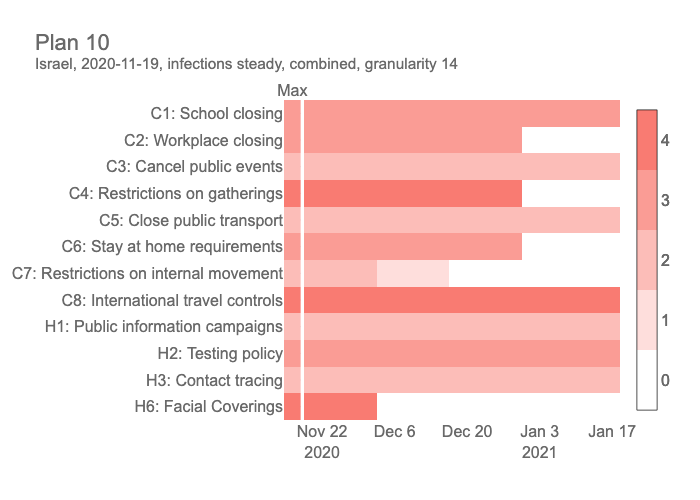 Plan 10
Israel, 2020-11-19, infections steady, combined, granularity 14
Max
C1: School closing
C2: Workplace closing
C3: Cancel public events
C4: Restrictions on gatherings
C5: Close public transport
C6: Stay at home requirements
C7: Restrictions on internal movement
C8: International travel controls
H1: Public information campaigns
H2: Testing policy
H3: Contact tracing
H6: Facial Coverings
Nov 22 Dec 6 Dec 20 Jan 3 Jan 17
2020 2021
4
3
2
1
0